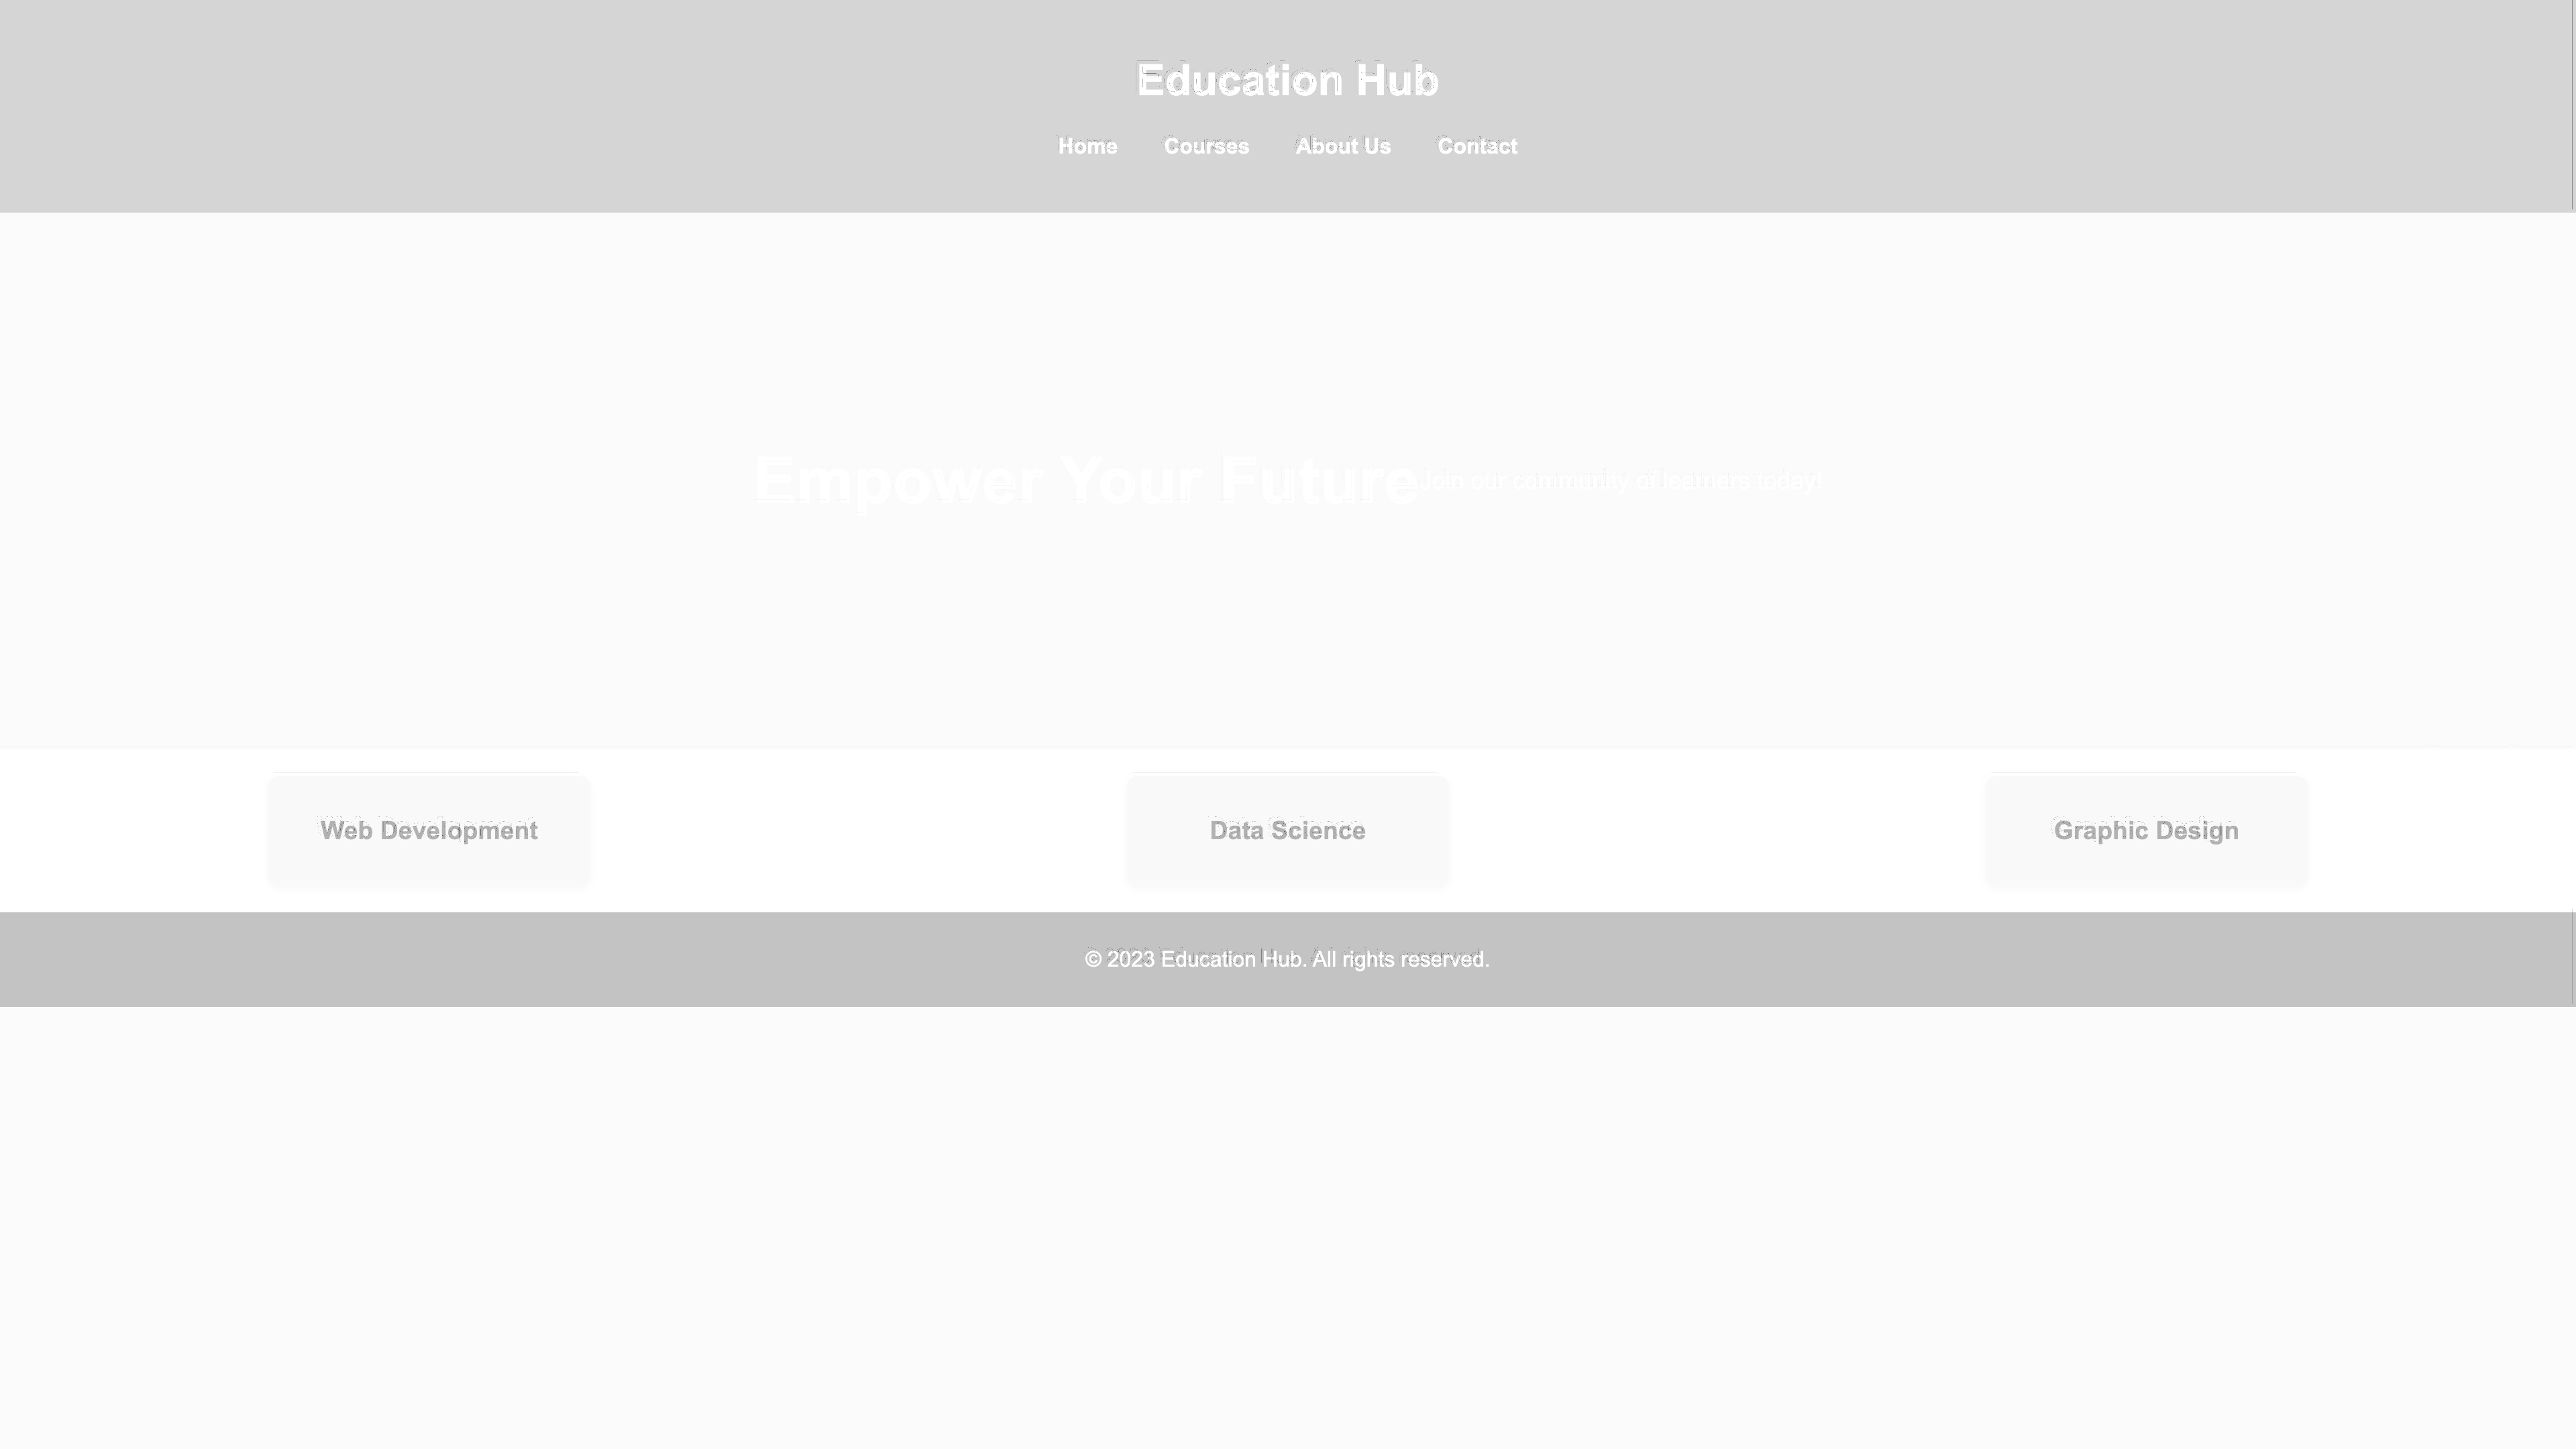 Education Hub
Home Courses About Us Contact
Empower Your Future Join our community of learners today!
Web Development Data Science Graphic Design
© 2023 Education Hub. All rights reserved.